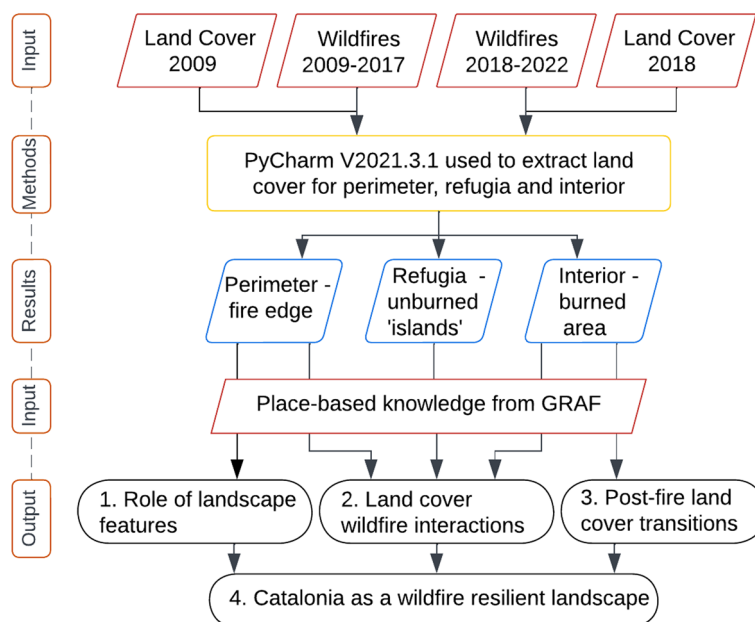 Input
Land Cover
2009
Wildfires
2009-2017
Wildfires
2018-2022
Land Cover
2018
Methods
PyCharm V2021.3.1 used to extract land
cover for perimeter, refugia and interior
Results
Perimeter -
fire edge
Refugia -
unburned
'islands'
Interior -
burned
area
Input
Place-based knowledge from GRAF
Output
1. Role of landscape
features
2. Land cover
wildfire interactions
3. Post-fire land
cover transitions
4. Catalonia as a wildfire resilient landscape